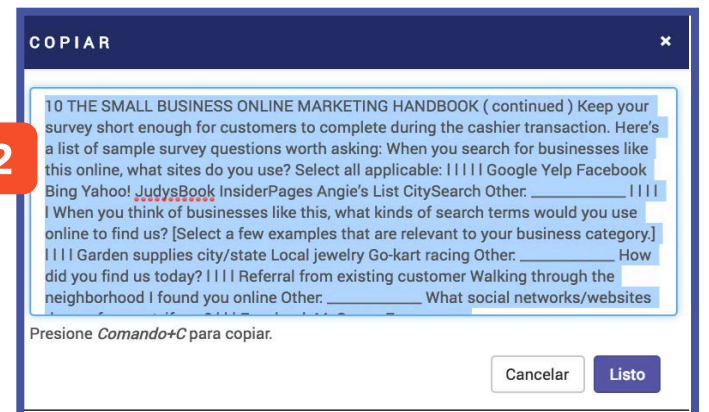 COPIAR ×
2
10 THE SMALL BUSINESS ONLINE MARKETING HANDBOOK ( continued ) Keep your
survey short enough for customers to complete during the cashier transaction. Here's
a list of sample survey questions worth asking: When you search for businesses like
this online, what sites do you use? Select all applicable: l l l l l Google Yelp Facebook
Bing Yahoo! JudysBook InsiderPages Angie's List CitySearch Other: ____________ l l l l
l When you think of businesses like this, what kinds of search terms would you use
online to find us? [Select a few examples that are relevant to your business category.]
l l l l Garden supplies city/state Local jewelry Go-kart racing Other: ____________ How
did you find us today? l l l l Referral from existing customer Walking through the
neighborhood I found you online Other: ____________ What social networks/websites
Presione Comando+C para copiar.
Cancelar Listo